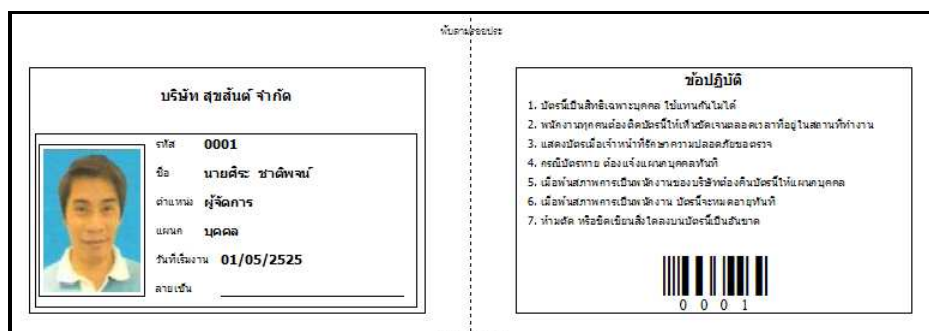 พับตามรอยประ
บริษัท สุขสันต์ จำกัด
รหัส 0001
ชื่อ นายศิระ ชาติพจน์
ตำแหน่ง ผู้จัดการ
แผนก บุคคล
วันที่เริ่มงาน 01/05/2525
ลายเซ็น
ข้อปฏิบัติ
1. บัตรนี้เป็นสิทธิเฉพาะบุคคล ใช้แทนกันไม่ได้
2. พนักงานทุกคนต้องติดบัตรนี้ให้เห็นชัดเจนตลอดเวลาที่อยู่ในสถานที่ทำงาน
3. แสดงบัตรเมื่อเจ้าหน้าที่รักษาความปลอดภัยขอตรวจ
4. กรณีบัตรหาย ต้องแจ้งแผนกบุคคลทันที
5. เมื่อพ้นสภาพการเป็นพนักงานของบริษัทต้องคืนบัตรนี้ให้แผนกบุคคล
6. เมื่อพ้นสภาพการเป็นพนักงาน บัตรนี้จะหมดอายุทันที
7. ห้ามตัด หรือขีดเขียนสิ่งใดลงบนบัตรนี้เป็นอันขาด
0 0 0 1